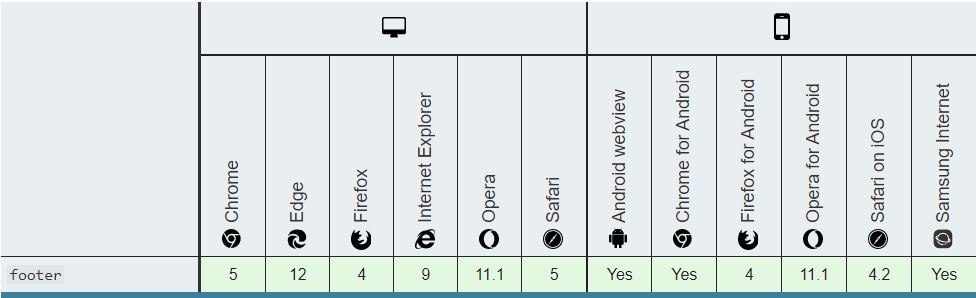 Chrome
Edge
Firefox
Internet Explorer
Opera
Safari
Android webview
Chrome for Android
Firefox for Android
Opera for Android
Safari on iOS
Samsung Internet
footer 5 12 4 9 11.1 5 Yes Yes 4 11.1 4.2 Yes